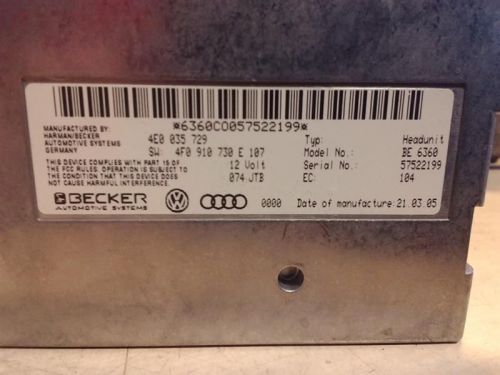 *6360C0057522199*
MANUFACTURED BY
HARMAN/BECKER
AUTOMOTIVE SYSTEMS
GERMANY
4E0 035 729
SW: 4F0 910 730 E 107
12 Volt
074.JTB
THIS DEVICE COMPLIES WITH PART 15 OF
THE FCC RULES. OPERATION IS SUBJECT TO
THE CONDITION THAT THIS DEVICE DOES
NOT CAUSE HARMFUL INTERFERENCE
Typ: Headunit
Model No.: BE 6360
Serial No.: 57522199
EC: 104
BECKER
AUTOMOTIVE SYSTEMS
0000 Date of manufacture:21.03.05